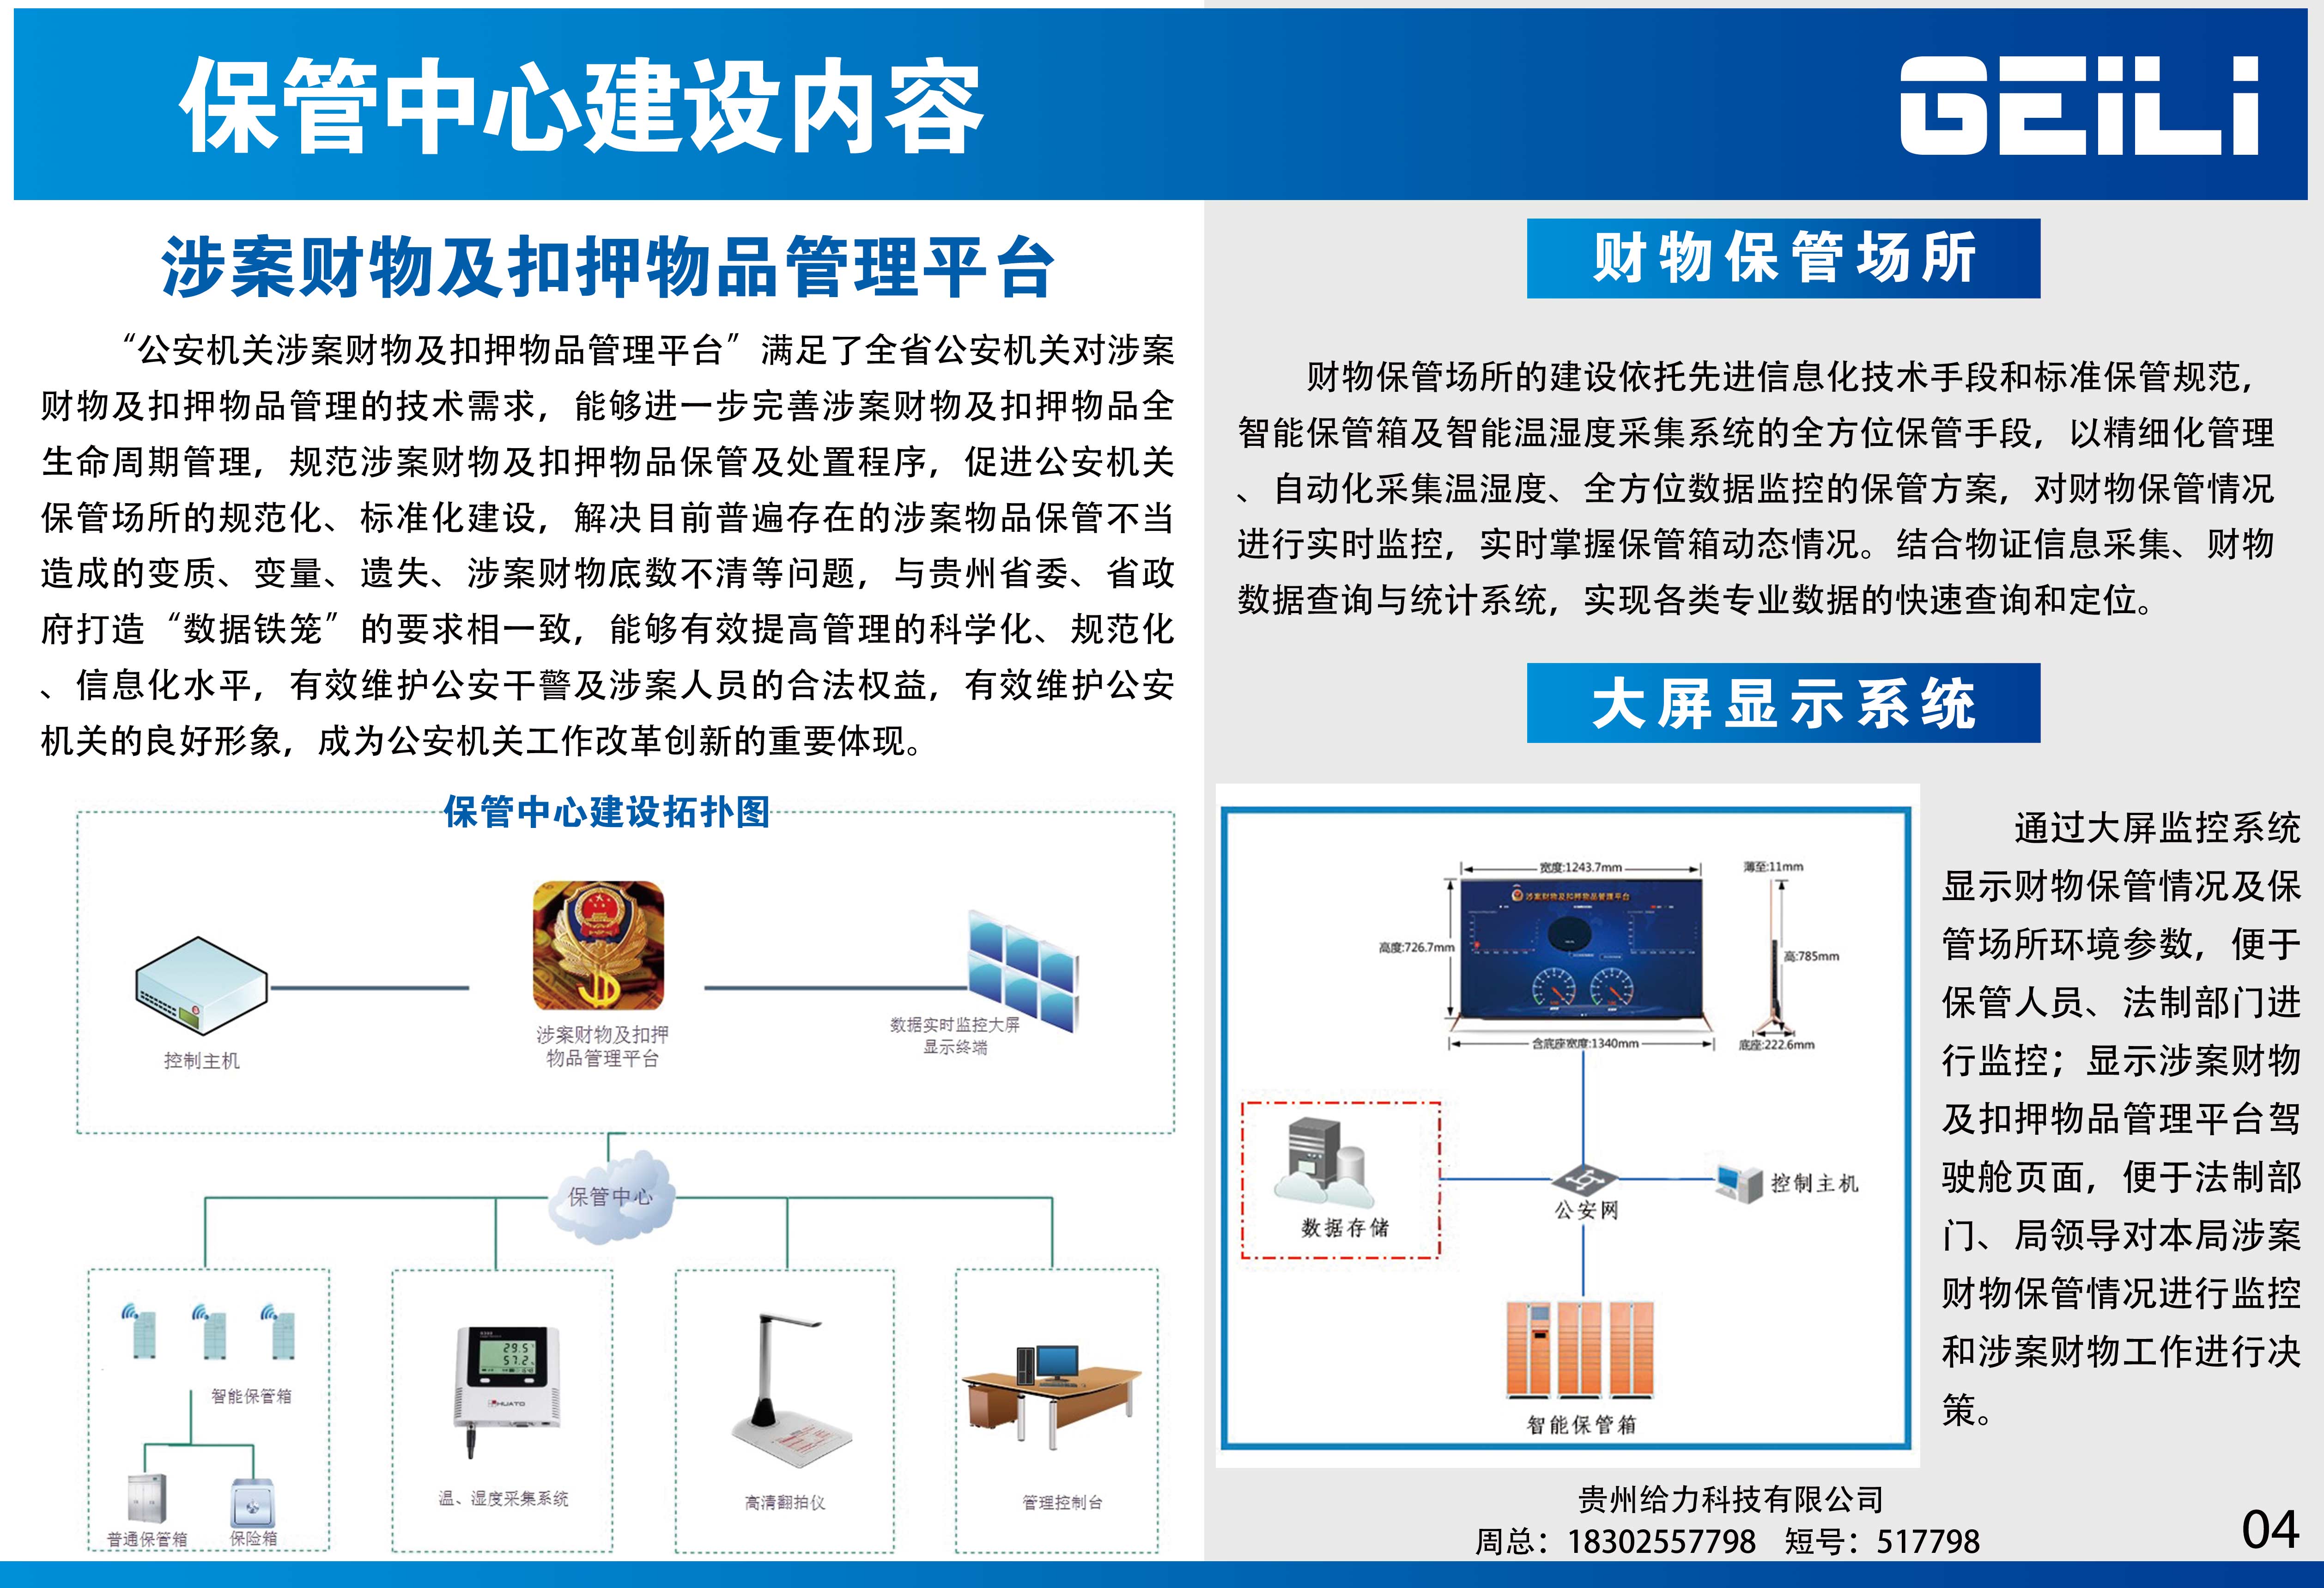 保管中心建设内容
GEiLi
涉案财物及扣押物品管理平台
“公安机关涉案财物及扣押物品管理平台”满足了全省公安机关对涉案
财物及扣押物品管理的技术需求，能够进一步完善涉案财物及扣押物品全
生命周期管理，规范涉案财物及扣押物品保管及处置程序，促进公安机关
保管场所的规范化、标准化建设，解决目前普遍存在的涉案物品保管不当
造成的变质、变量、遗失、涉案财物底数不清等问题，与贵州省委、省政
府打造“数据铁笼”的要求相一致，能够有效提高管理的科学化、规范化
、信息化水平，有效维护公安干警及涉案人员的合法权益，有效维护公安
机关的良好形象，成为公安机关工作改革创新的重要体现。
保管中心建设拓扑图
控制主机
涉案财物及扣押
物品管理平台
数据实时监控大屏
显示终端
保管中心
智能保管箱
普通保管箱
保险箱
29.5
57.2
HUATO
温、湿度采集系统
高清翻拍仪
管理控制台
财物保管场所
财物保管场所的建设依托先进信息化技术手段和标准保管规范，
智能保管箱及智能温湿度采集系统的全方位保管手段，以精细化管理
、自动化采集温湿度、全方位数据监控的保管方案，对财物保管情况
进行实时监控，实时掌握保管箱动态情况。结合物证信息采集、财物
数据查询与统计系统，实现各类专业数据的快速查询和定位。
大屏显示系统
宽度:1243.7mm
薄至:11mm
涉案财物及扣押物品管理平台
高度:726.7mm
高:785mm
含底座宽度:1340mm
底座:222.6mm
数据存储
公安网
控制主机
智能保管箱
通过大屏监控系统
显示财物保管情况及保
管场所环境参数，便于
保管人员、法制部门进
行监控；显示涉案财物
及扣押物品管理平台驾
驶舱页面，便于法制部
门、局领导对本局涉案
财物保管情况进行监控
和涉案财物工作进行决
策。
贵州给力科技有限公司
周总：18302557798 短号：517798
04